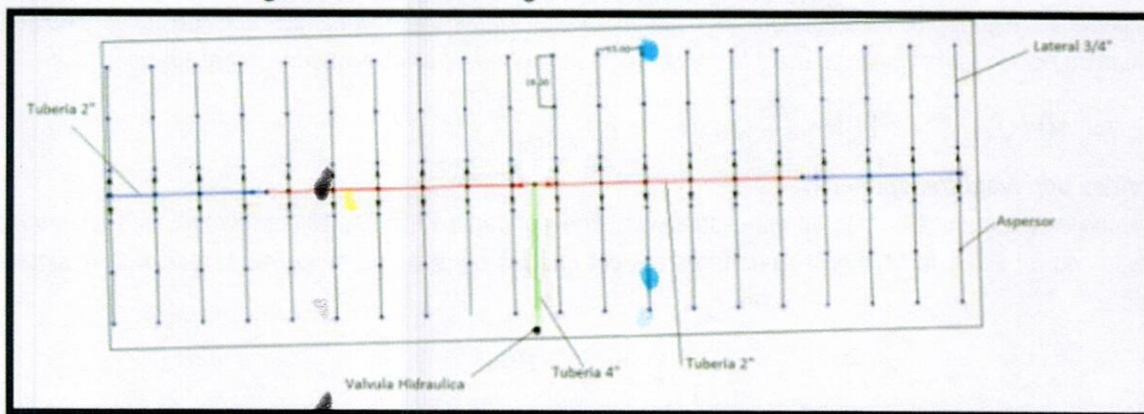 Lateral 3/4"
Tuberia 2"
Aspersor
Valvula Hidraulica
Tuberia 4"
Tuberia 2"